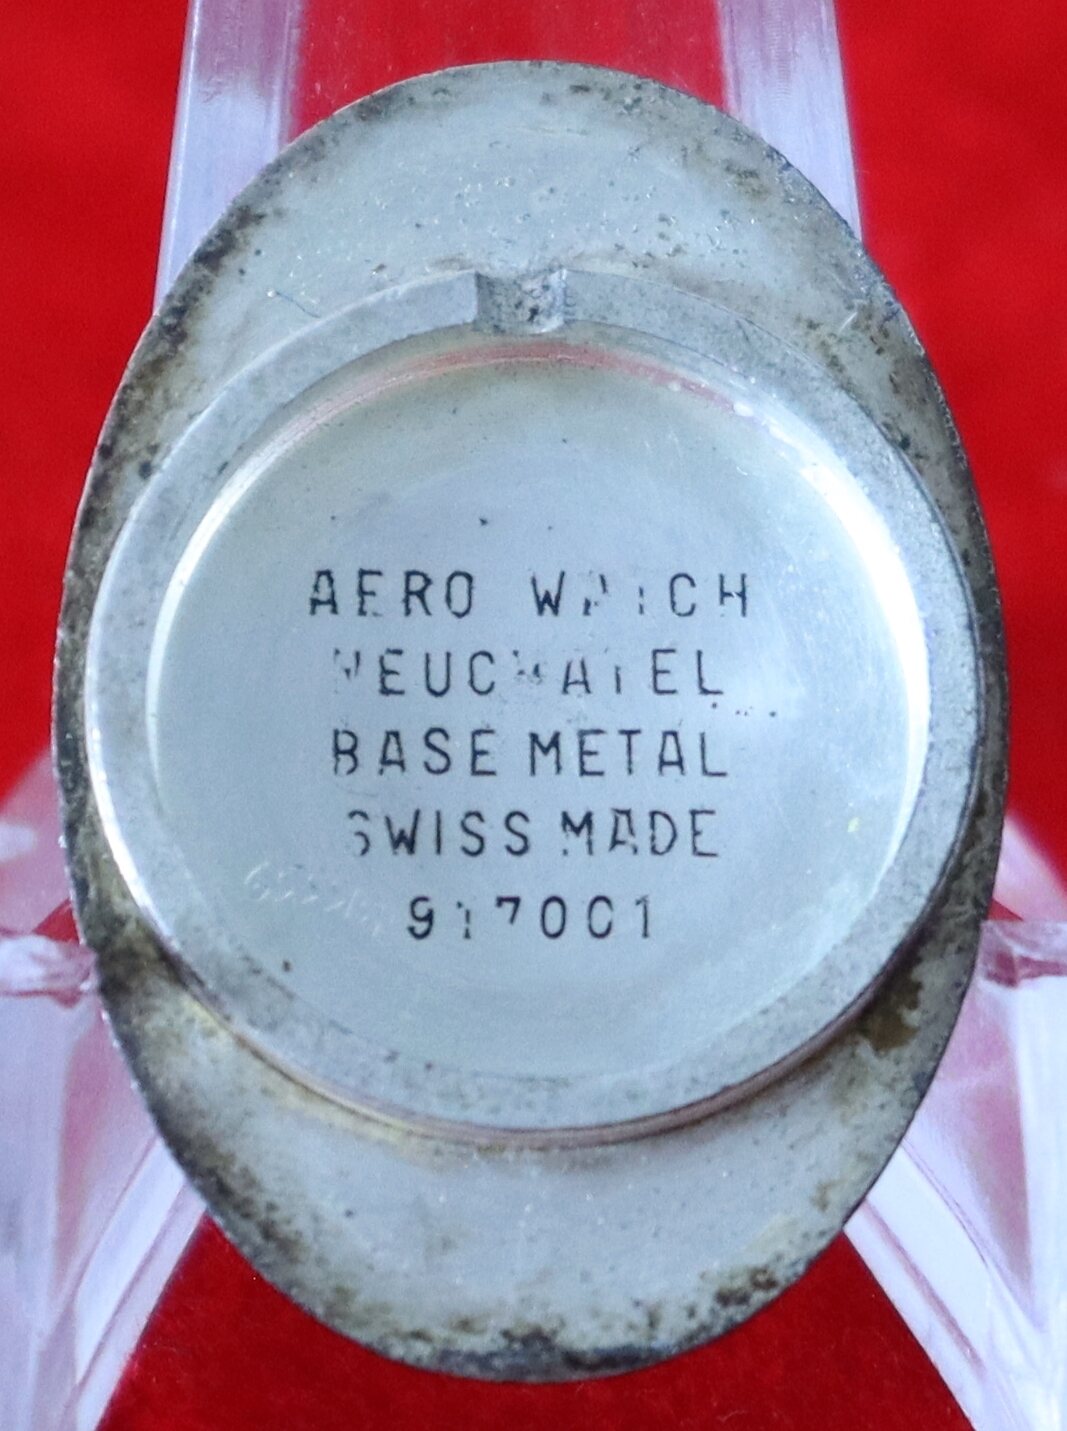 AERO WATCH
NEUCHATEL
BASE METAL
SWISS MADE
917001